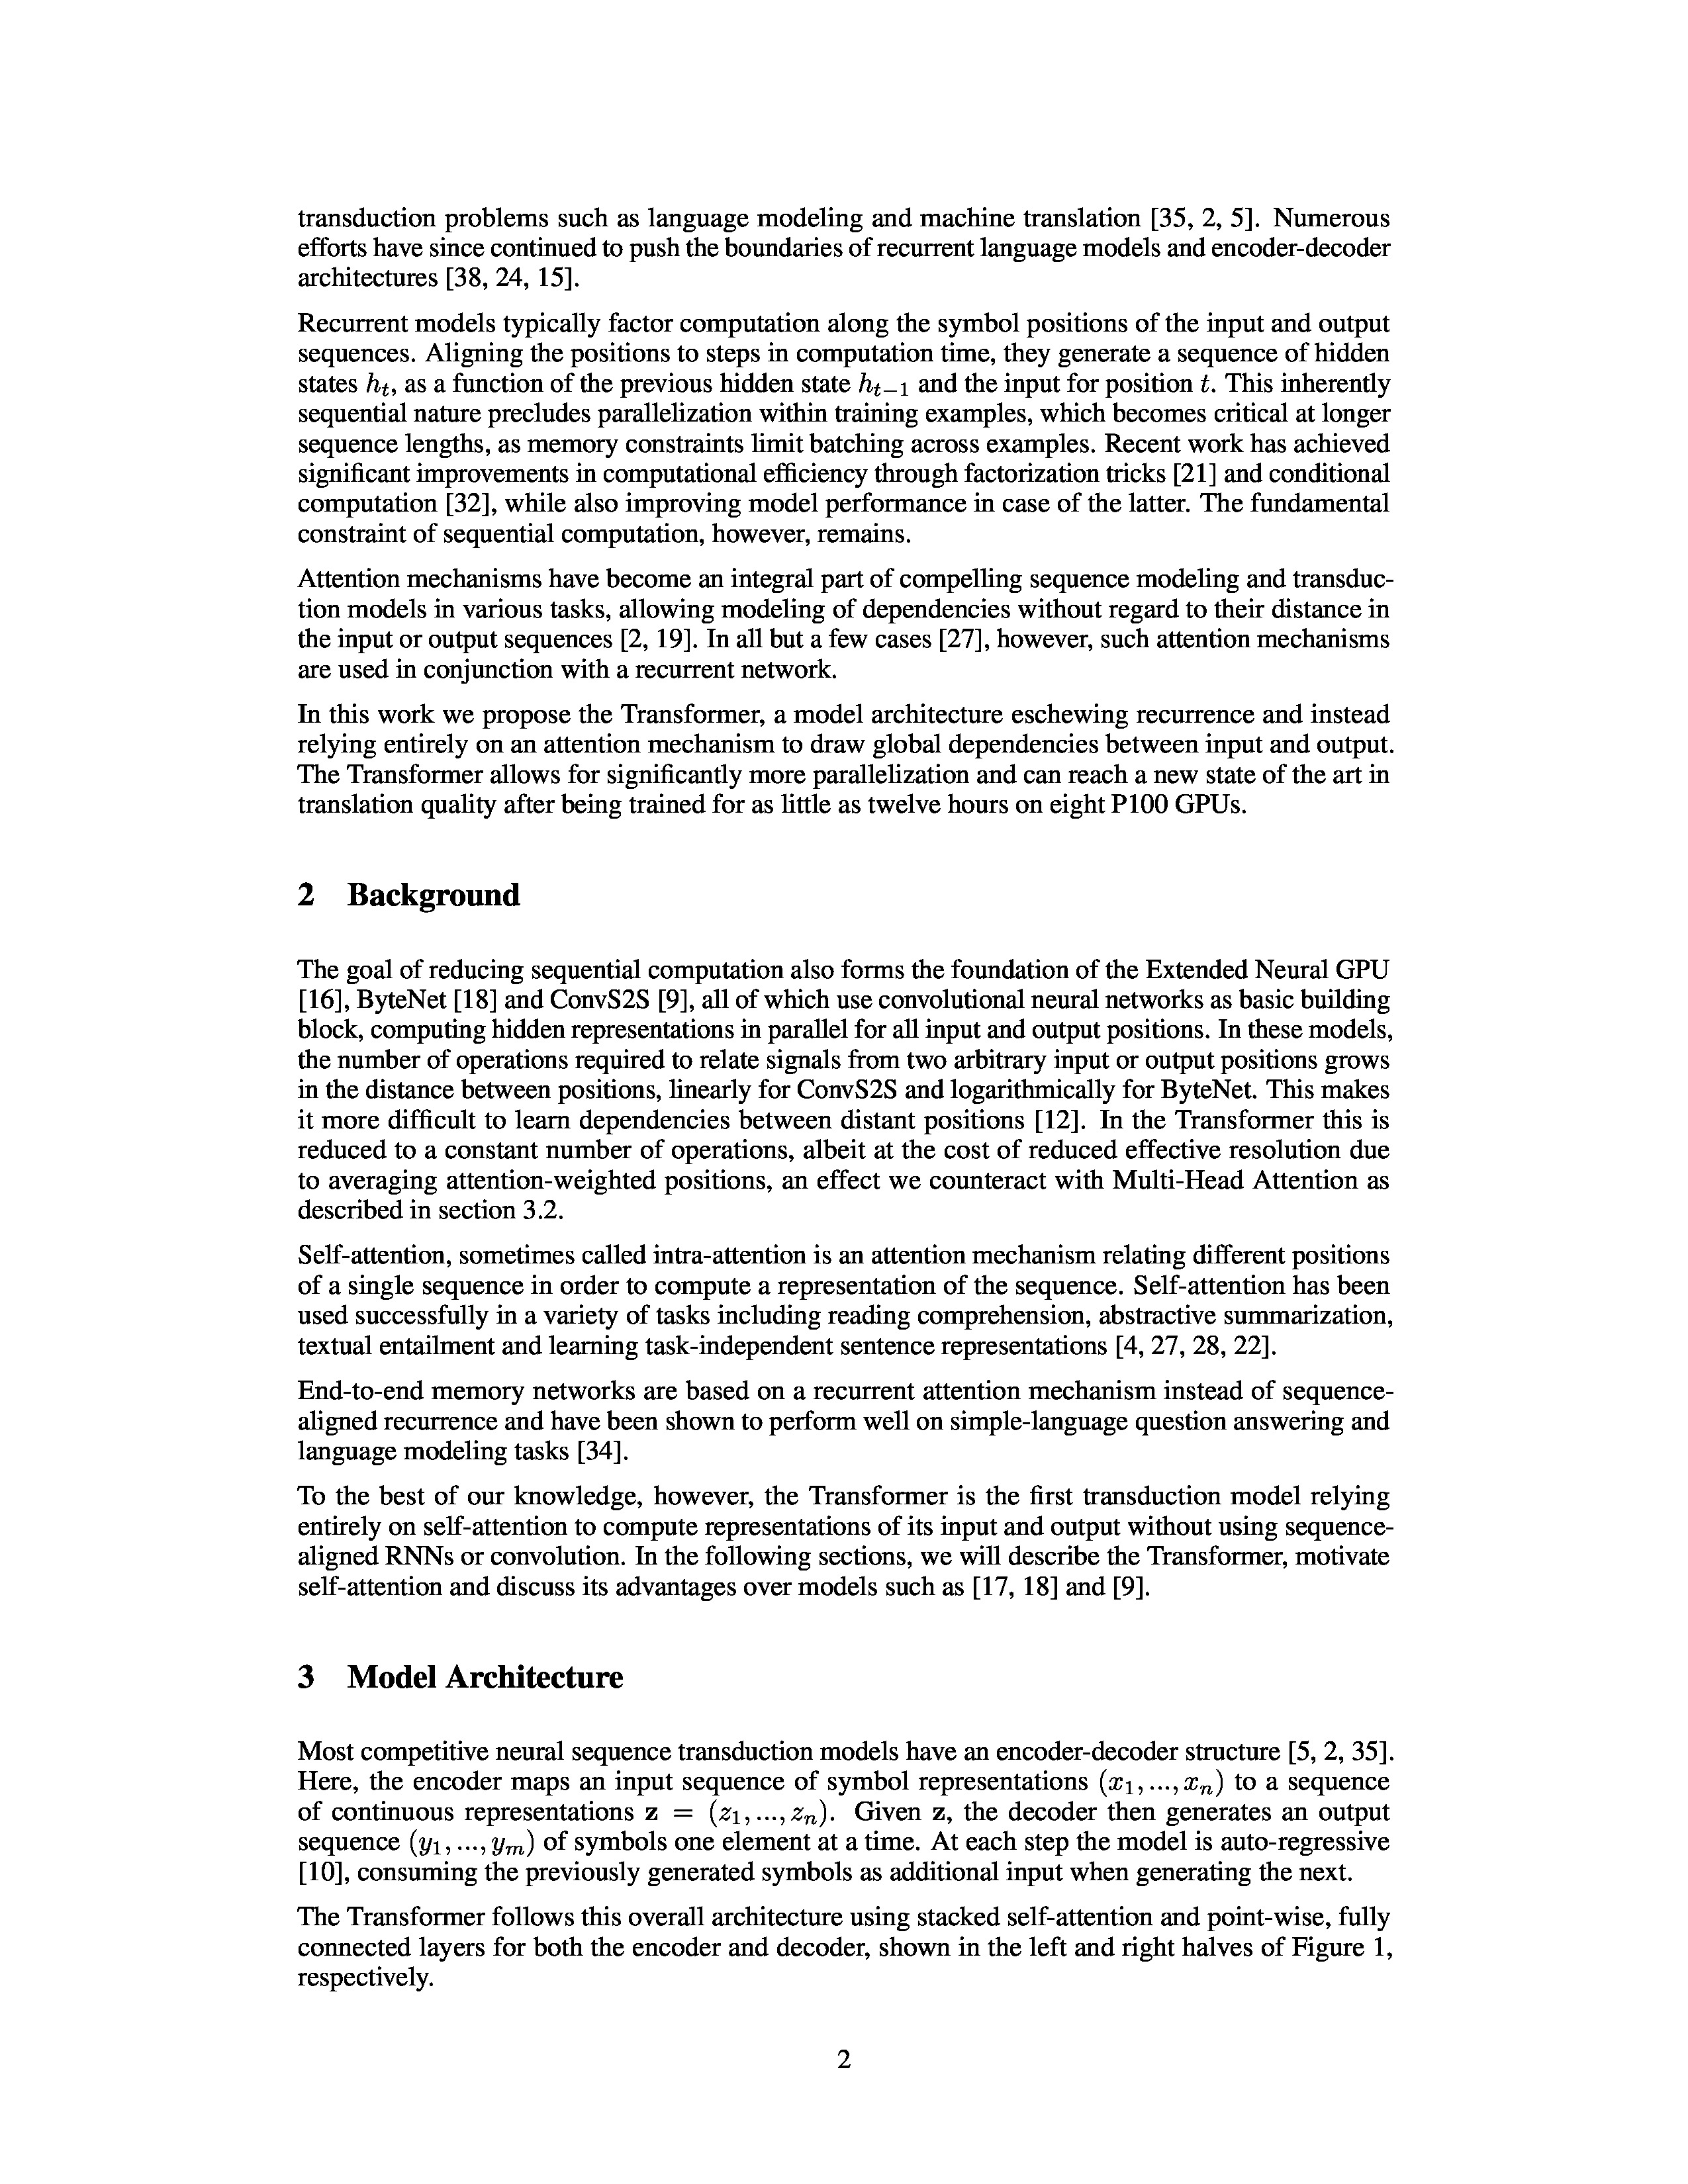 transduction problems such as language modeling and machine translation [35, 2, 5]. Numerous
efforts have since continued to push the boundaries of recurrent language models and encoder-decoder
architectures [38, 24, 15].
Recurrent models typically factor computation along the symbol positions of the input and output
sequences. Aligning the positions to steps in computation time, they generate a sequence of hidden
states hₜ, as a function of the previous hidden state hₜ₋₁ and the input for position t. This inherently
sequential nature precludes parallelization within training examples, which becomes critical at longer
sequence lengths, as memory constraints limit batching across examples. Recent work has achieved
significant improvements in computational efficiency through factorization tricks [21] and conditional
computation [32], while also improving model performance in case of the latter. The fundamental
constraint of sequential computation, however, remains.
Attention mechanisms have become an integral part of compelling sequence modeling and transduc-
tion models in various tasks, allowing modeling of dependencies without regard to their distance in
the input or output sequences [2, 19]. In all but a few cases [27], however, such attention mechanisms
are used in conjunction with a recurrent network.
In this work we propose the Transformer, a model architecture eschewing recurrence and instead
relying entirely on an attention mechanism to draw global dependencies between input and output.
The Transformer allows for significantly more parallelization and can reach a new state of the art in
translation quality after being trained for as little as twelve hours on eight P100 GPUs.
2 Background
The goal of reducing sequential computation also forms the foundation of the Extended Neural GPU
[16], ByteNet [18] and ConvS2S [9], all of which use convolutional neural networks as basic building
block, computing hidden representations in parallel for all input and output positions. In these models,
the number of operations required to relate signals from two arbitrary input or output positions grows
in the distance between positions, linearly for ConvS2S and logarithmically for ByteNet. This makes
it more difficult to learn dependencies between distant positions [12]. In the Transformer this is
reduced to a constant number of operations, albeit at the cost of reduced effective resolution due
to averaging attention-weighted positions, an effect we counteract with Multi-Head Attention as
described in section 3.2.
Self-attention, sometimes called intra-attention is an attention mechanism relating different positions
of a single sequence in order to compute a representation of the sequence. Self-attention has been
used successfully in a variety of tasks including reading comprehension, abstractive summarization,
textual entailment and learning task-independent sentence representations [4, 27, 28, 22].
End-to-end memory networks are based on a recurrent attention mechanism instead of sequence-
aligned recurrence and have been shown to perform well on simple-language question answering and
language modeling tasks [34].
To the best of our knowledge, however, the Transformer is the first transduction model relying
entirely on self-attention to compute representations of its input and output without using sequence-
aligned RNNs or convolution. In the following sections, we will describe the Transformer, motivate
self-attention and discuss its advantages over models such as [17, 18] and [9].
3 Model Architecture
Most competitive neural sequence transduction models have an encoder-decoder structure [5, 2, 35].
Here, the encoder maps an input sequence of symbol representations (x₁, ..., xₙ) to a sequence
of continuous representations z = (z₁, ..., zₙ). Given z, the decoder then generates an output
sequence (y₁, ..., yₘ) of symbols one element at a time. At each step the model is auto-regressive
[10], consuming the previously generated symbols as additional input when generating the next.
The Transformer follows this overall architecture using stacked self-attention and point-wise, fully
connected layers for both the encoder and decoder, shown in the left and right halves of Figure 1,
respectively.
2